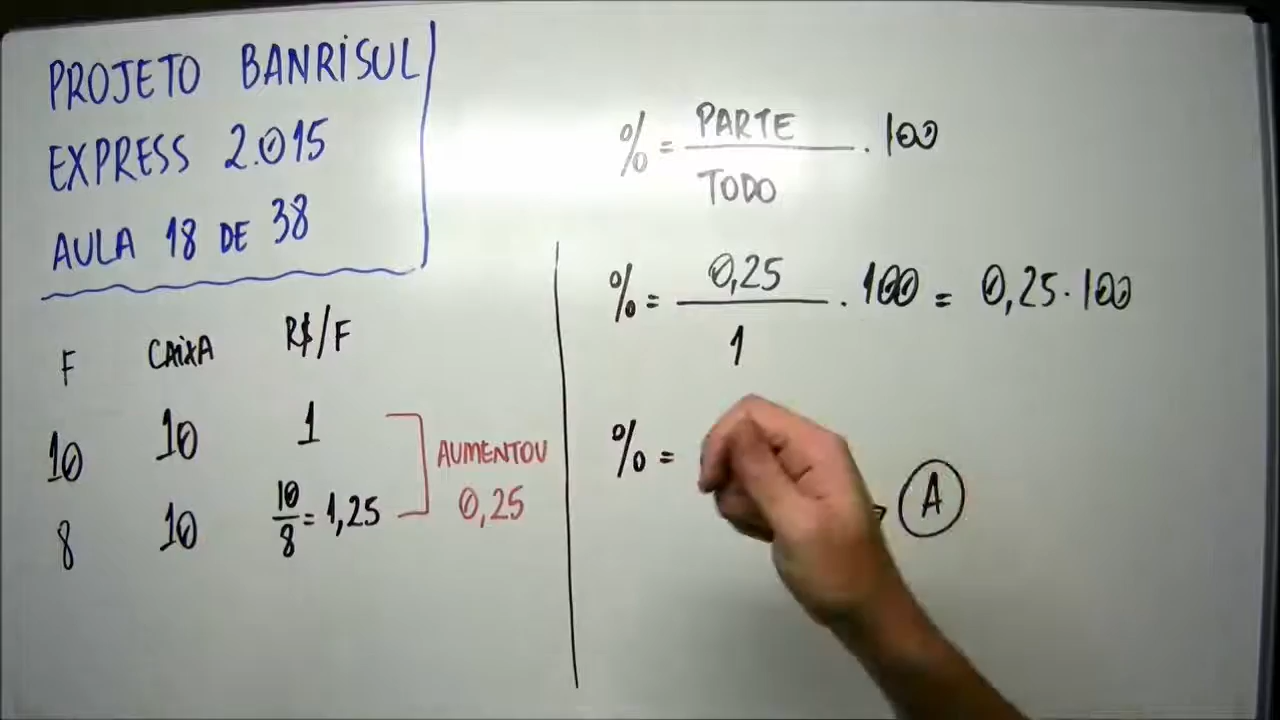 PROJETO BANRISUL
EXPRESS 2.015
AULA 18 DE 38
F CAIXA R$/F
10 10 1
8 10 10/8 = 1,25
AUMENTOU
0,25
% = PARTE/TODO . 100
% = 0,25/1 . 100 = 0,25 . 100
% =
A